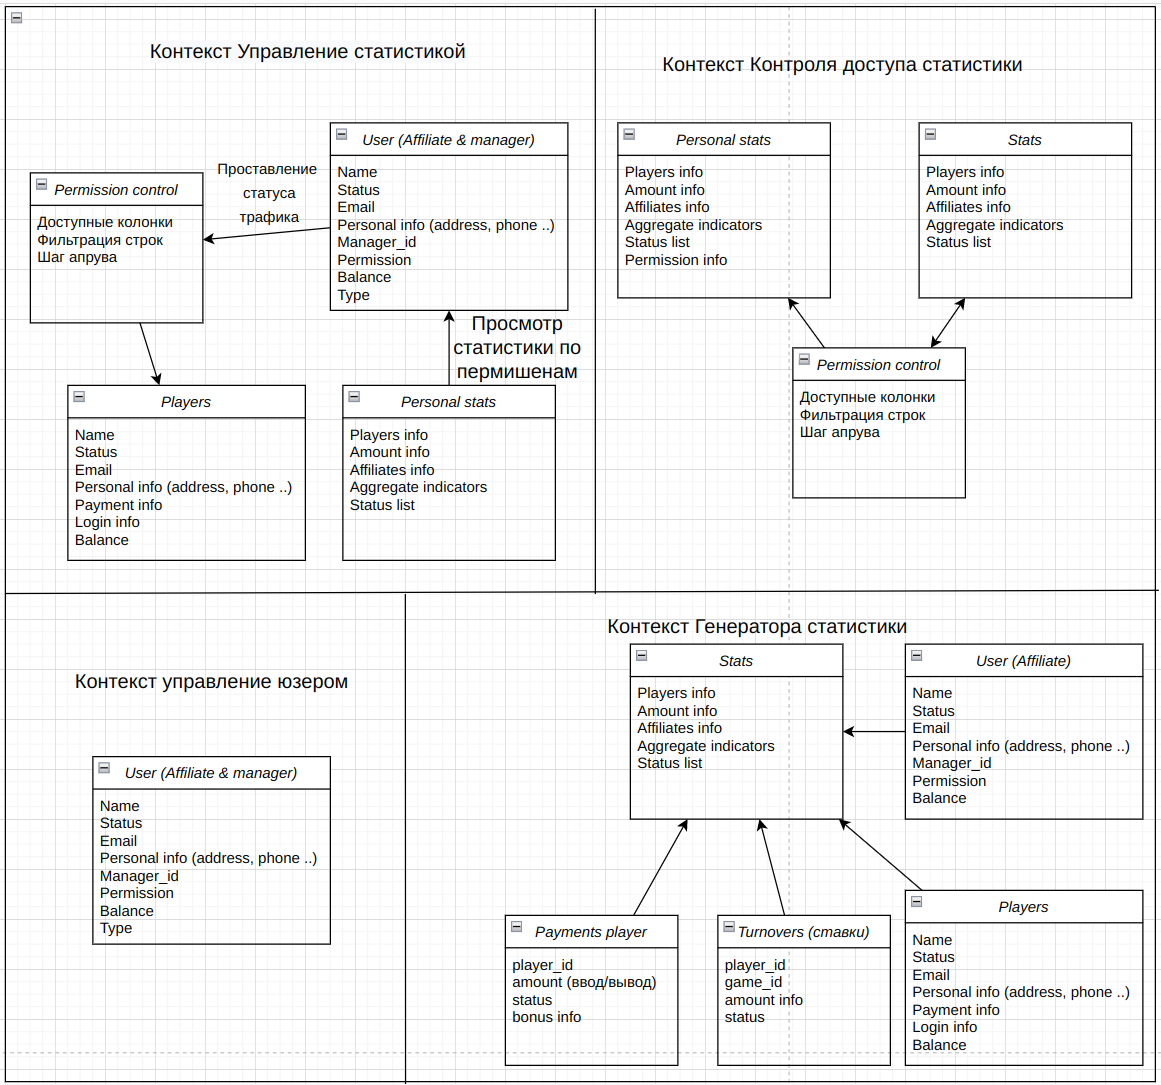 Контекст Управление статистикой
User (Affiliate & manager)
Name
Status
Email
Personal info (address, phone ..)
Manager_id
Permission
Balance
Type
Проставление
статуса
трафика
Permission control
Доступные колонки
Фильтрация строк
Шаг апрува
Просмотр
статистики по
пермишенам
Players
Name
Status
Email
Personal info (address, phone ..)
Payment info
Login info
Balance
Personal stats
Players info
Amount info
Affiliates info
Aggregate indicators
Status list
Контекст Контроля доступа статистики
Personal stats
Players info
Amount info
Affiliates info
Aggregate indicators
Status list
Permission info
Stats
Players info
Amount info
Affiliates info
Aggregate indicators
Status list
Permission control
Доступные колонки
Фильтрация строк
Шаг апрува
Контекст управление юзером
User (Affiliate & manager)
Name
Status
Email
Personal info (address, phone ..)
Manager_id
Permission
Balance
Type
Контекст Генератора статистики
Stats
Players info
Amount info
Affiliates info
Aggregate indicators
Status list
User (Affiliate)
Name
Status
Email
Personal info (address, phone ..)
Manager_id
Permission
Balance
Payments player
player_id
amount (ввод/вывод)
status
bonus info
Turnovers (ставки)
player_id
game_id
amount info
status
Players
Name
Status
Email
Personal info (address, phone ..)
Payment info
Login info
Balance